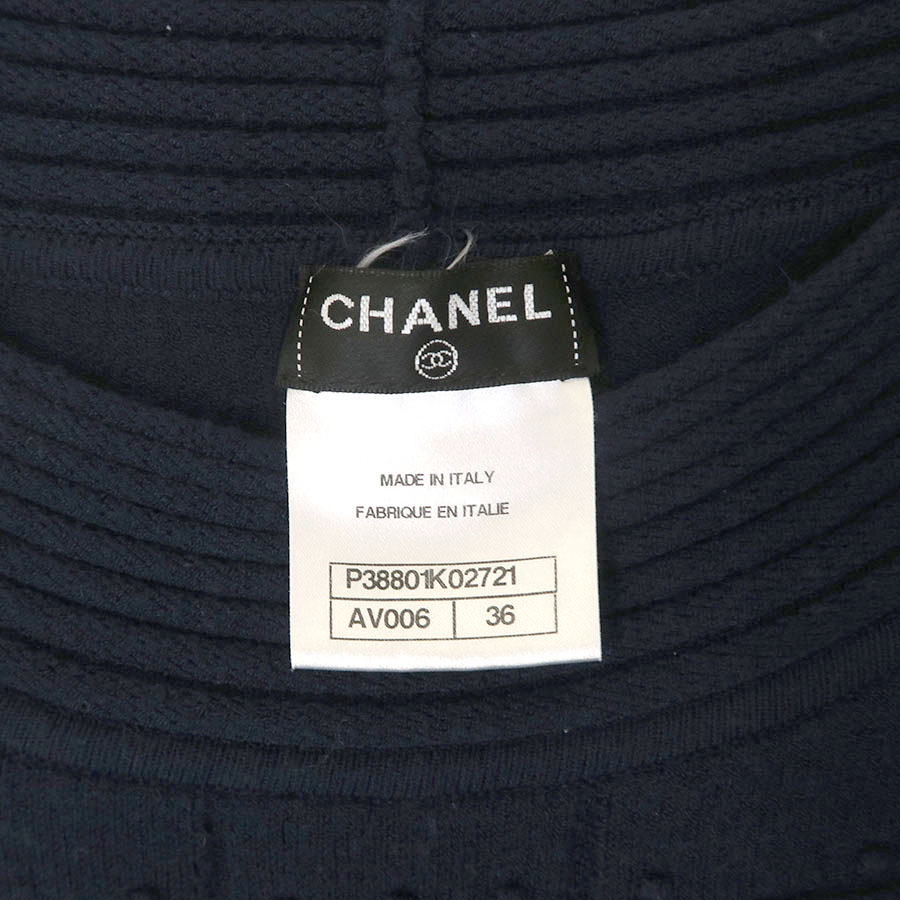 CHANEL
MADE IN ITALY
FABRIQUE EN ITALIE
P38801K02721
AV006 36